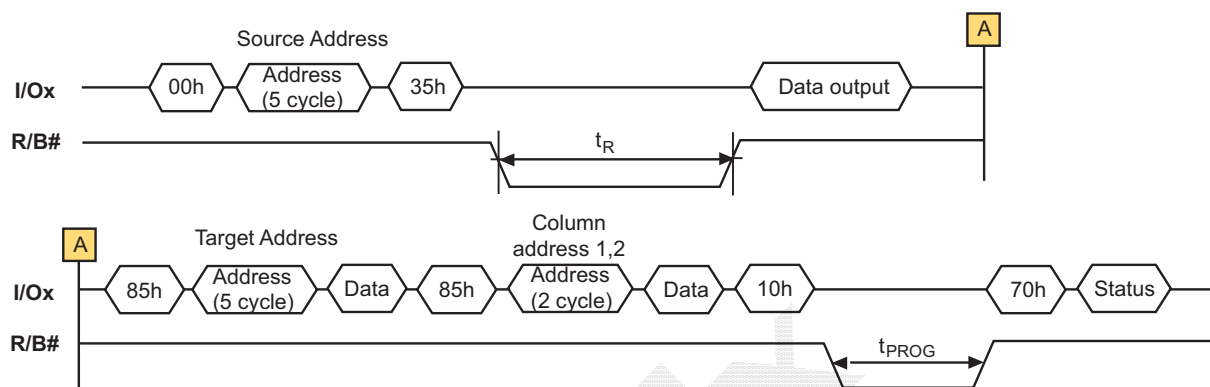 Source Address
A
I/Ox
00h
Address
(5 cycle)
35h
Data output
R/B#
tR
A
Target Address
Column
address 1,2
I/Ox
85h
Address
(5 cycle)
Data
85h
Address
(2 cycle)
Data
10h
70h
Status
R/B#
tPROG